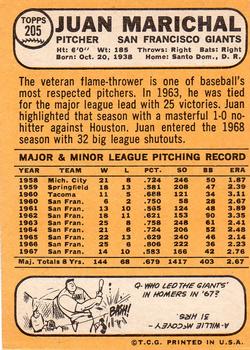 TOPPS
205
JUAN MARICHAL
PITCHER SAN FRANCISCO GIANTS
Ht: 6'0" Wt: 185 Throws: Right Bats: Right
Born: Oct. 20, 1938 Home: Santo Dom., D. R.
The veteran flame-thrower is one of baseball's
most respected pitchers. In 1963, he was tied
for the major league lead with 25 victories. Juan
highlighted that season with a masterful 1-0 no-
hitter against Houston. Juan entered the 1968
season with 32 big league shutouts.
MAJOR & MINOR LEAGUE PITCHING RECORD
YEAR TEAM W L PCT. SO BB ERA
1958 Mich. City 21 8 .724 246 50 1.87
1959 Springfield 18 13 .581 208 47 2.39
1960 Tacoma 11 5 .688 121 34 3.11
1960 San Fran. 6 2 .750 58 28 2.67
1961 San Fran. 13 10 .565 124 48 3.89
1962 San Fran. 18 11 .621 153 90 3.35
1963 San Fran. 25 8 .758 248 61 2.41
1964 San Fran. 21 8 .724 206 52 2.48
1965 San Fran. 22 13 .629 240 46 2.14
1966 San Fran. 25 6 .806 222 36 2.23
1967 San Fran. 14 10 .583 166 42 2.76
Maj. Totals 8 Yrs. 144 68 .679 1417 403 2.67
BASH!
Q-WHO LED THE GIANTS'
IN HOMERS IN '67?
A-WILLIE McCOVEY
31 HRS.
©T.C.G. PRINTED IN U.S.A.